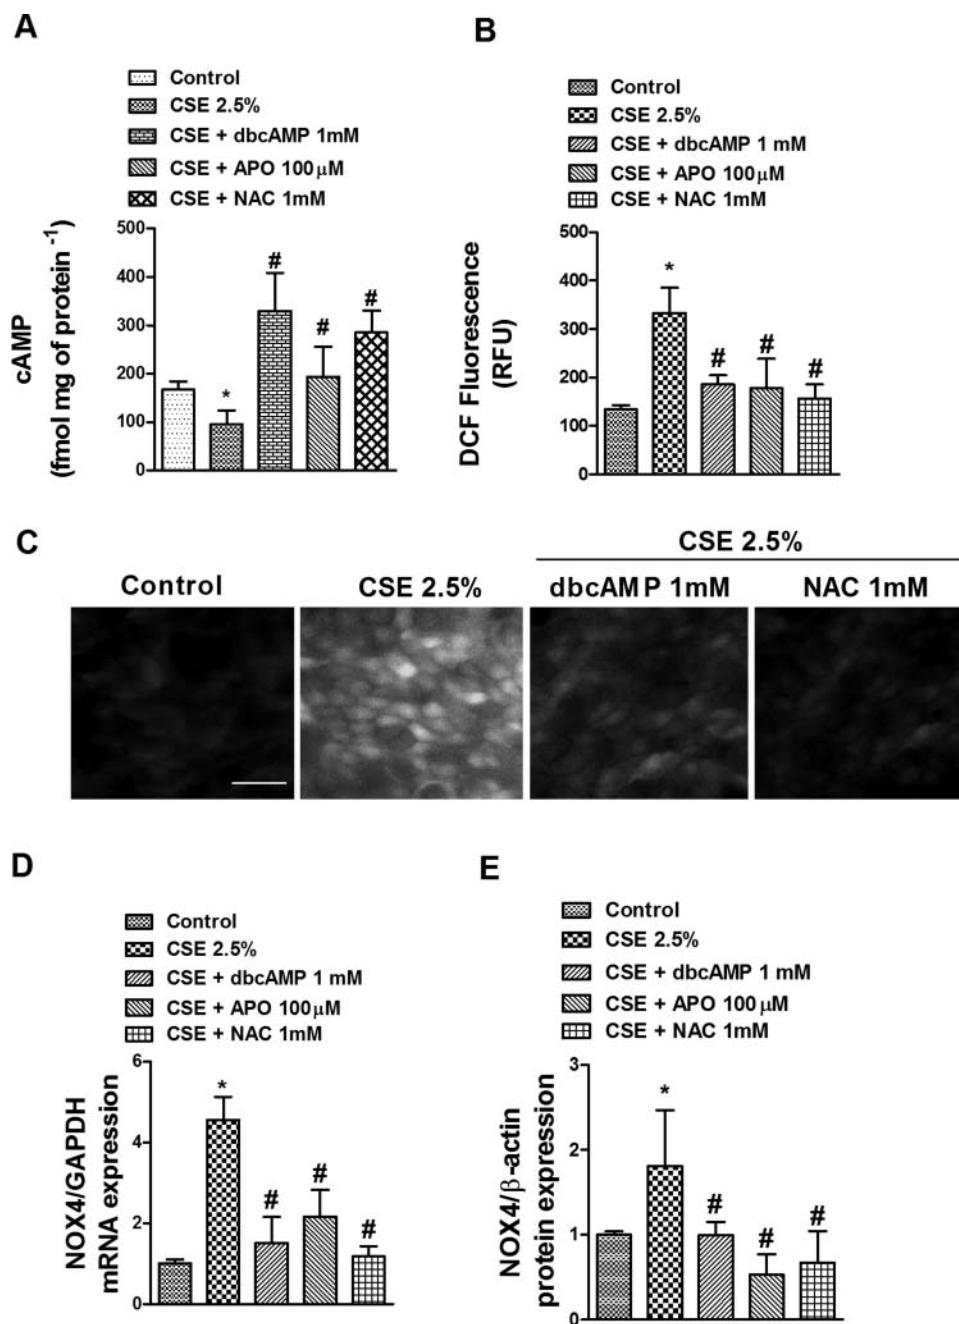 A
Control
CSE 2.5%
CSE + dbcAMP 1mM
CSE + APO 100μM
CSE + NAC 1mM
cAMP
(fmol mg of protein ⁻¹)
500
400
300
200
100
0
*
#
#
#
B
Control
CSE 2.5%
CSE + dbcAMP 1 mM
CSE + APO 100μM
CSE + NAC 1mM
DCF Fluorescence
(RFU)
500
400
300
200
100
0
*
#
#
#
C
CSE 2.5%
Control
CSE 2.5%
dbcAMP 1mM
NAC 1mM
D
Control
CSE 2.5%
CSE + dbcAMP 1 mM
CSE + APO 100μM
CSE + NAC 1mM
NOX4/GAPDH
mRNA expression
6
4
2
0
*
#
#
#
E
Control
CSE 2.5%
CSE + dbcAMP 1 mM
CSE + APO 100μM
CSE + NAC 1mM
NOX4/β-actin
protein expression
3
2
1
0
*
#
#
#